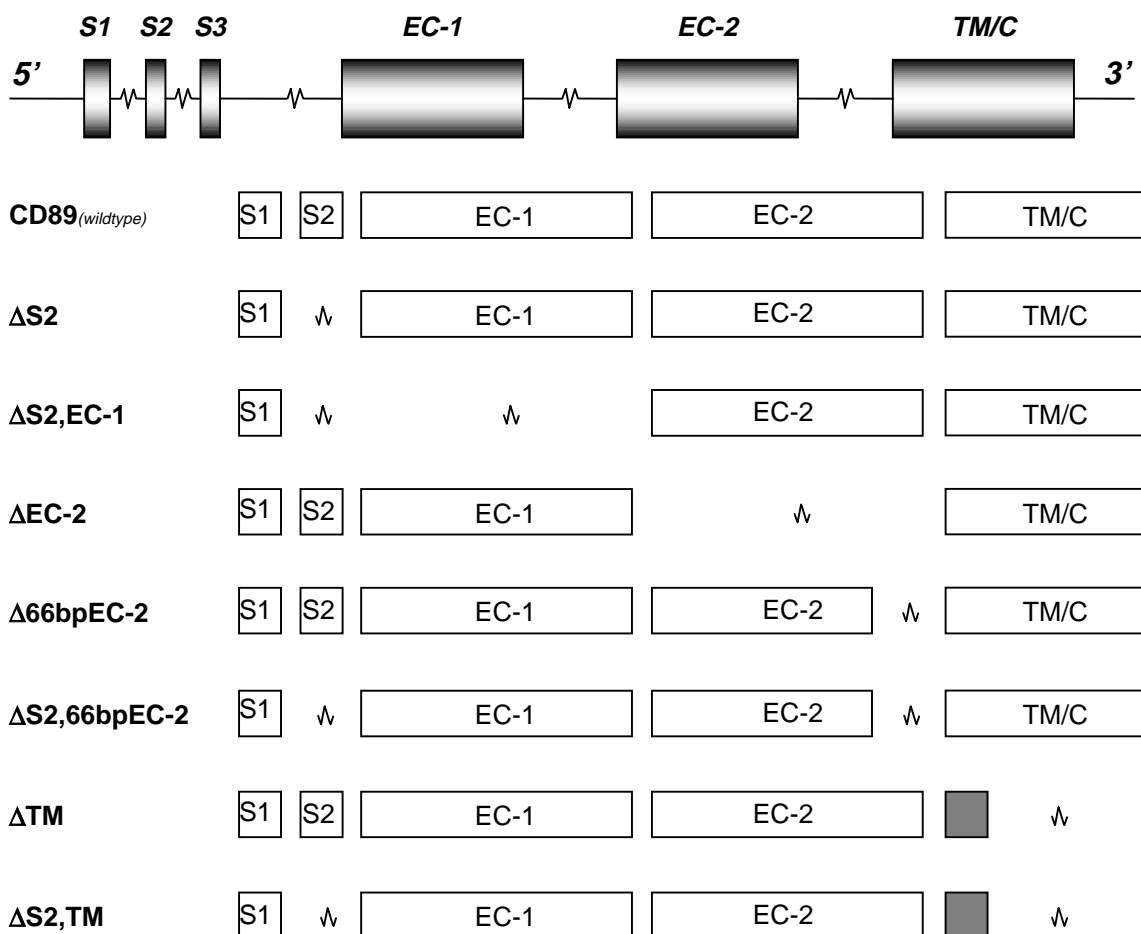 S1 S2 S3 EC-1 EC-2 TM/C
5’ 3’
CD89(wildtype) S1 S2 EC-1 EC-2 TM/C
ΔS2 S1 EC-1 EC-2 TM/C
ΔS2,EC-1 S1 EC-2 TM/C
ΔEC-2 S1 S2 EC-1 TM/C
Δ66bpEC-2 S1 S2 EC-1 EC-2 TM/C
ΔS2,66bpEC-2 S1 EC-1 EC-2 TM/C
ΔTM S1 S2 EC-1 EC-2
ΔS2,TM S1 EC-1 EC-2